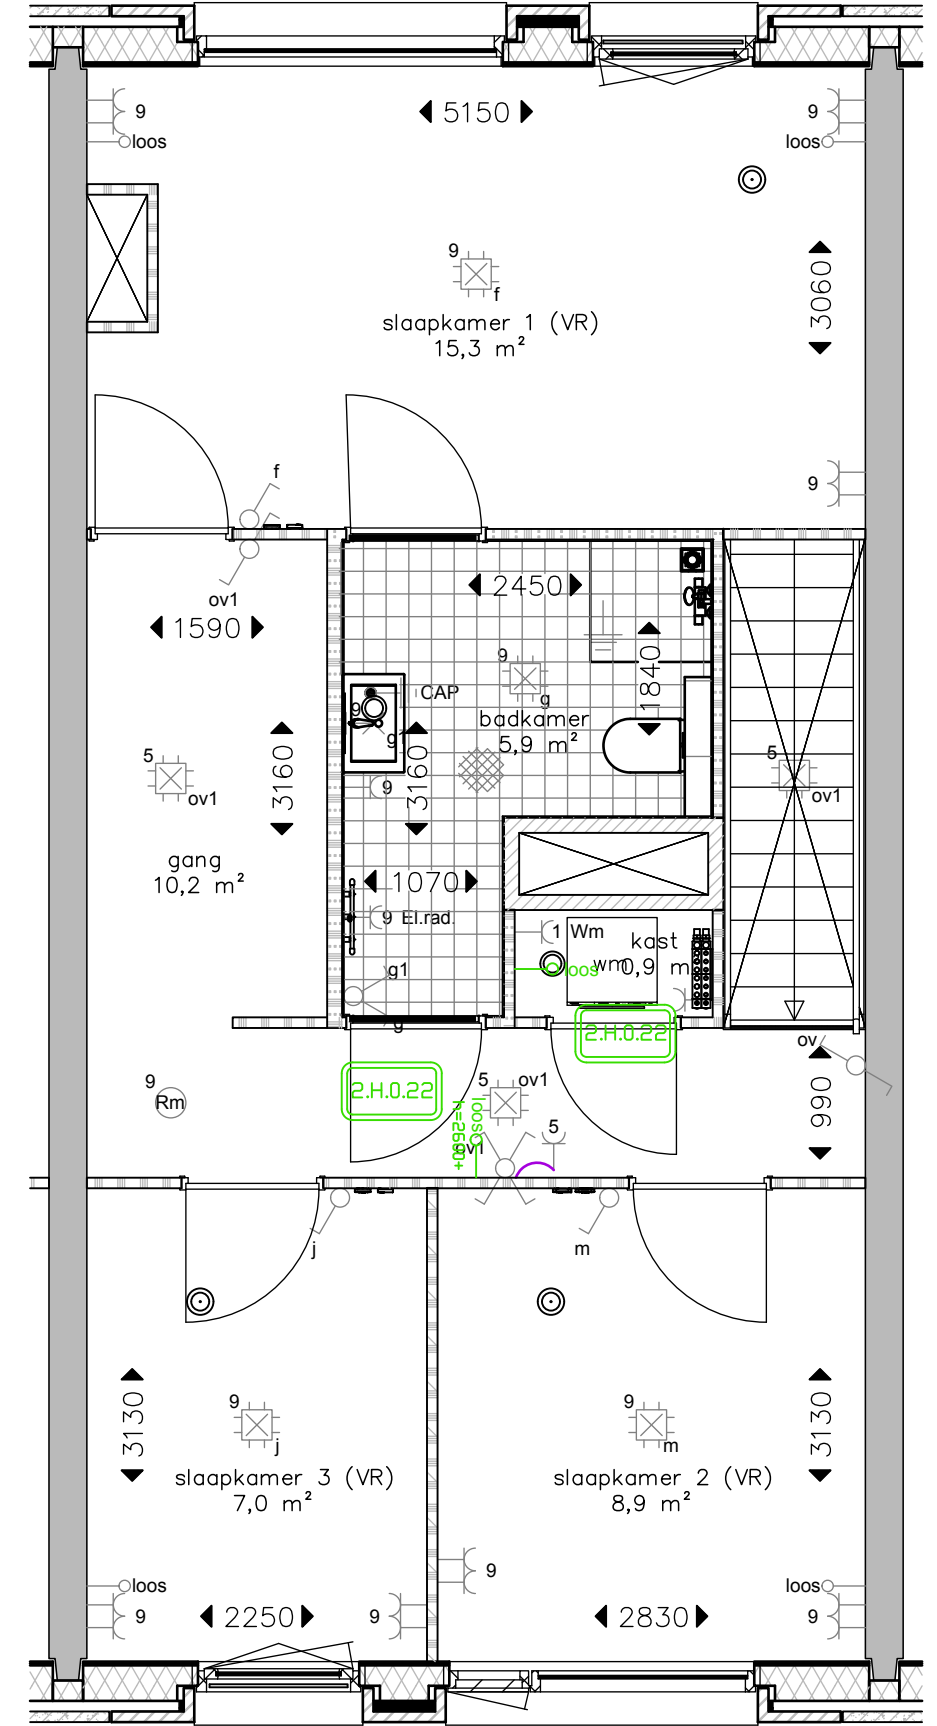 5150
9
9
loos
loos
9
f
3060
slaapkamer 1 (VR)
15,3 m²
f
9
ov1
1590
2450
9
g
1840
CAP
9
g
badkamer
5,9 m²
5
ov1
3160
3160
9
5
ov1
gang
10,2 m²
1070
9 El.rad.
1 Wm
kast
wm
0,9 m
loos
g1
g
2.H.0.22
ov
9
Rm
2.H.0.22
5
ov1
990
loos
h=2600+
ov1
5
j
m
3130
9
j
9
m
3130
slaapkamer 3 (VR)
7,0 m²
slaapkamer 2 (VR)
8,9 m²
9
loos
9
2250
9
2830
loos
9